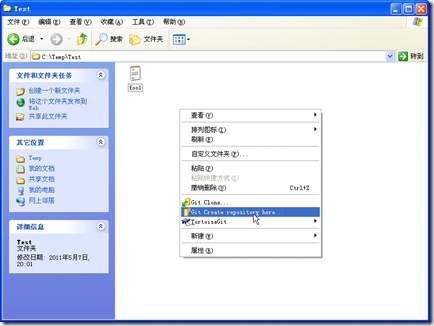 Test
文件(F) 编辑(E) 查看(V) 收藏(A) 工具(T) 帮助(H)
后退 搜索 文件夹
地址(D) C:\Temp\Test 转到
文件和文件夹任务
创建一个新文件夹
将这个文件夹发布到
Web
共享此文件夹
其它位置
Temp
我的文档
共享文档
我的电脑
网上邻居
详细信息
Test
文件夹
修改日期: 2011年5月7日,
20:01
foo1
查看(V)
排列图标(I)
刷新(E)
自定义文件夹(F)...
粘贴(P)
粘贴快捷方式(S)
撤销删除(U) Ctrl+Z
Git Clone...
Git Create repository here...
TortoiseGit
新建(W)
属性(R)